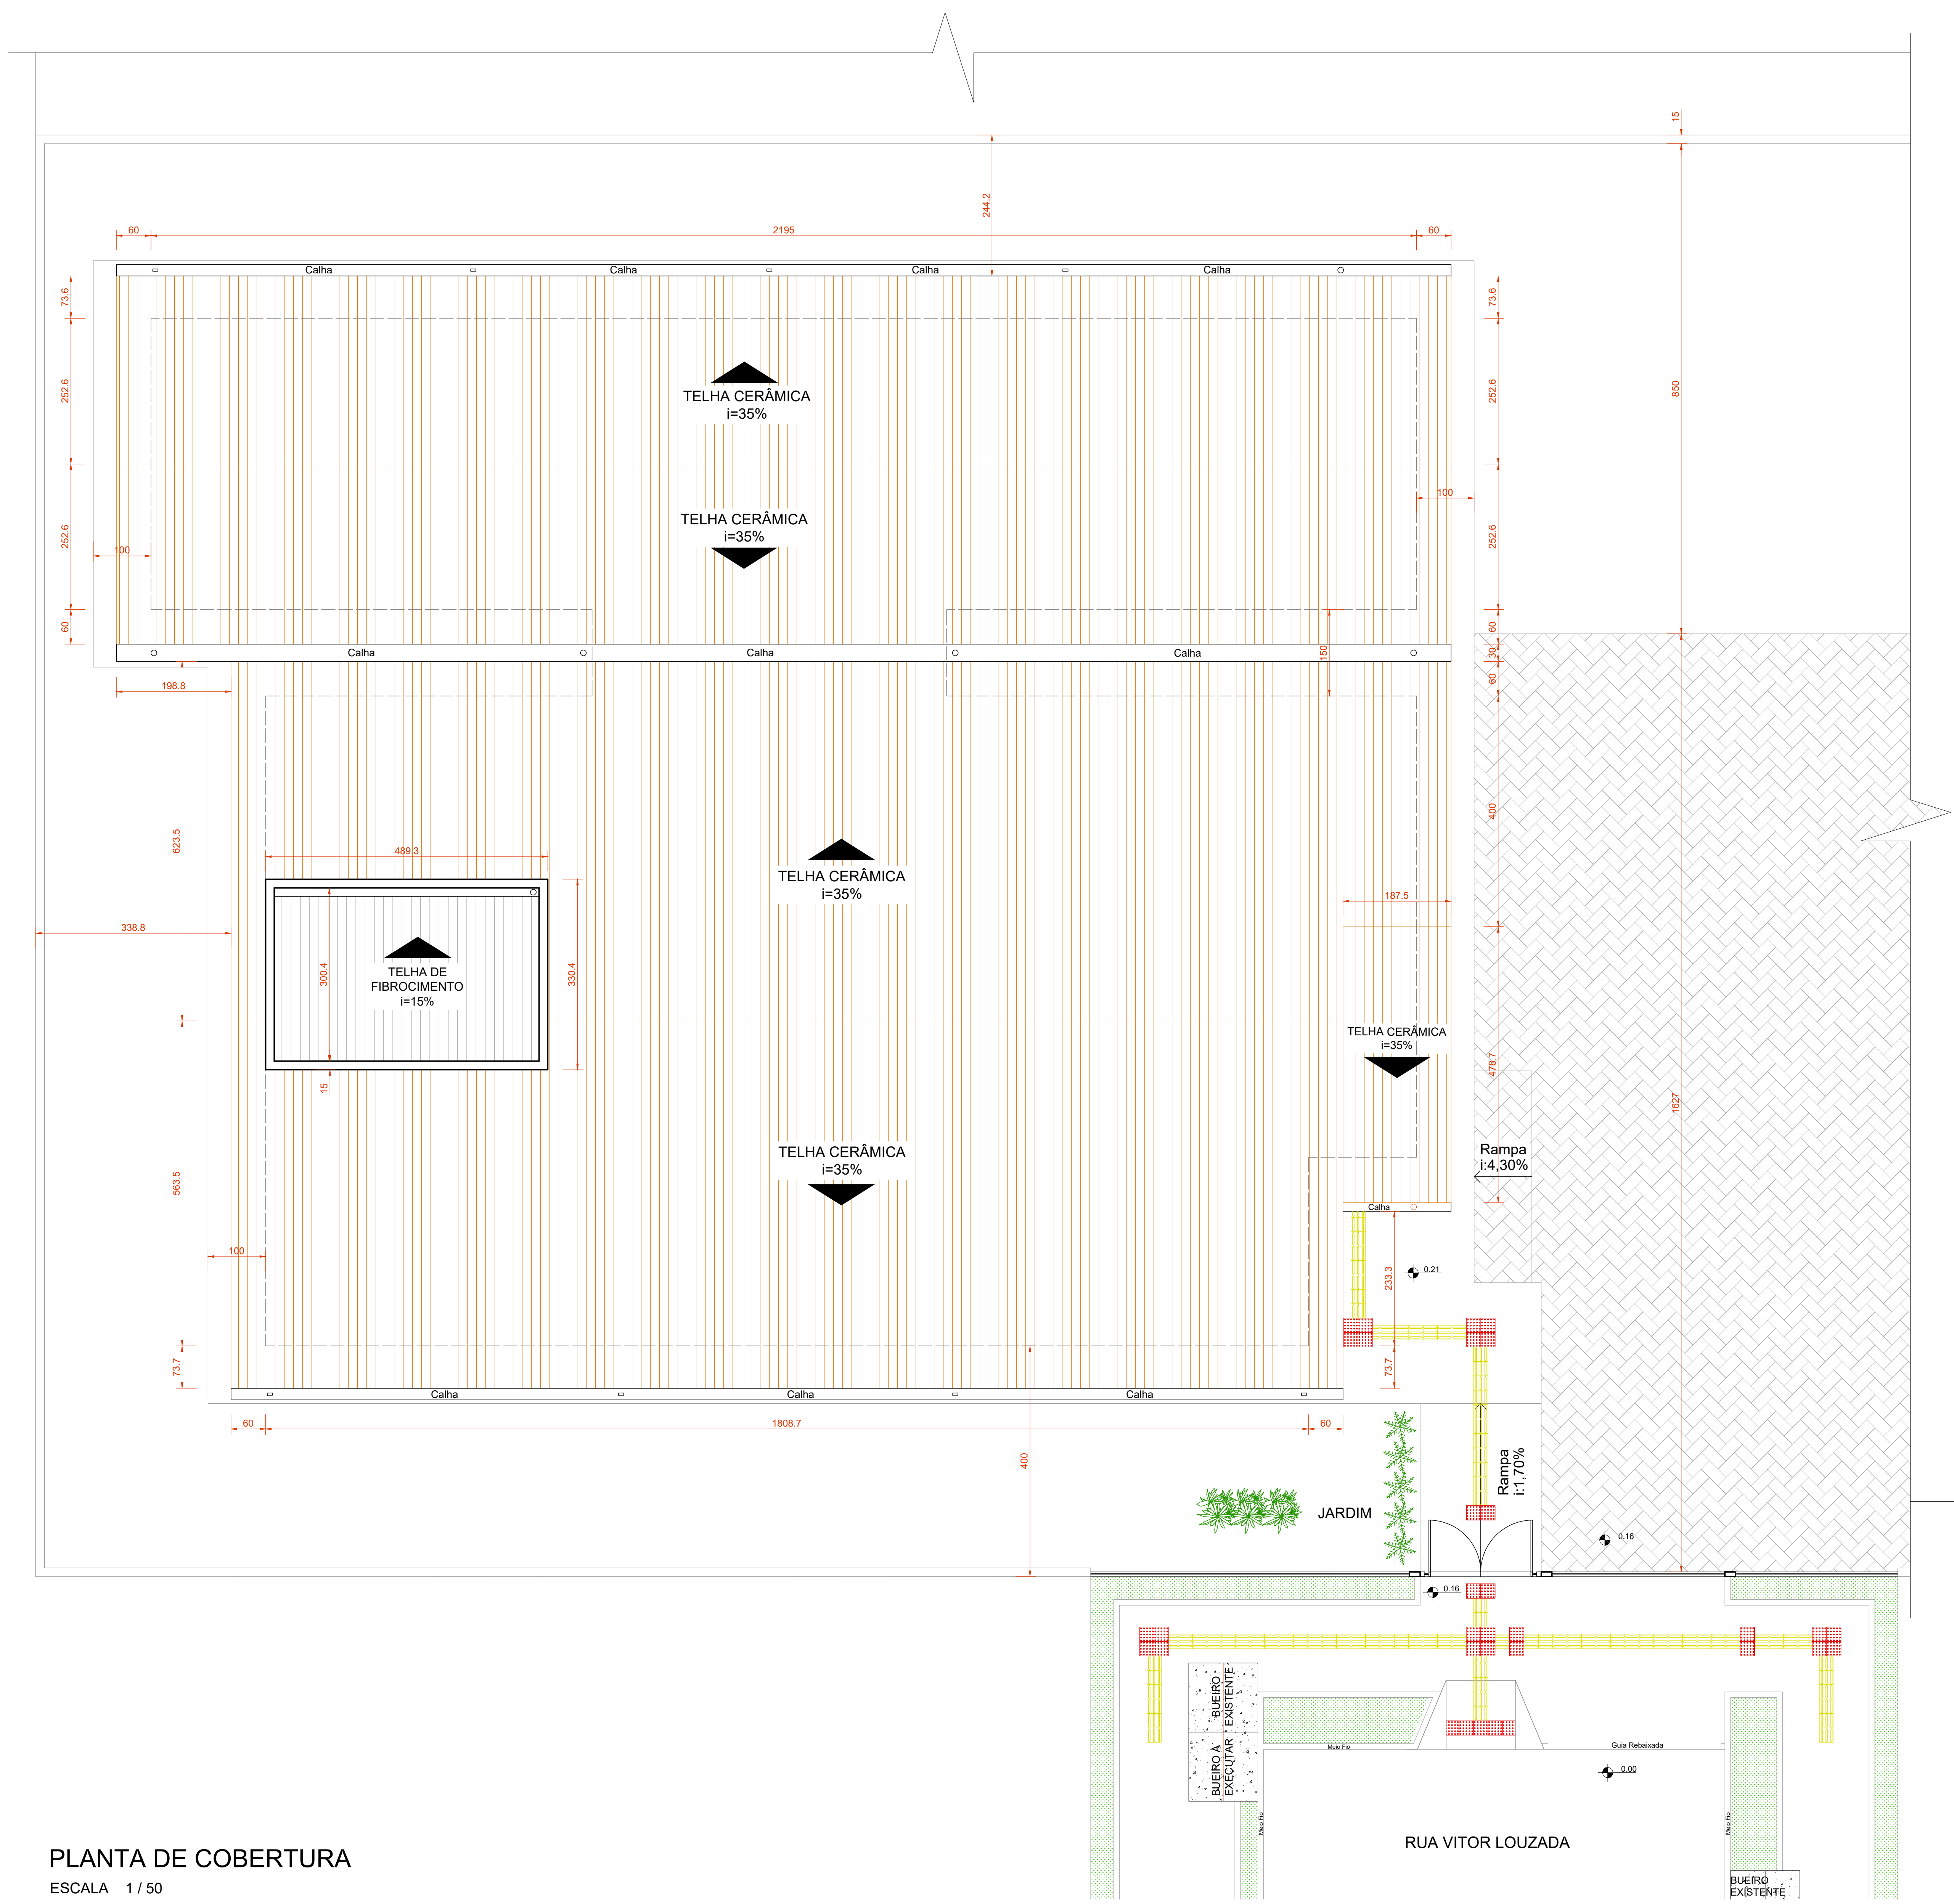 15
244.2
60
2195
60
Calha
Calha
Calha
Calha
73.6
73.6
TELHA CERÂMICA
i=35%
252.6
252.6
850
TELHA CERÂMICA
i=35%
252.6
252.6
100
100
60
60
Calha
Calha
Calha
150
30
60
198.8
623.5
400
489.3
TELHA CERÂMICA
i=35%
187.5
338.8
300.4
TELHA DE
FIBROCIMENTO
i=15%
330.4
15
TELHA CERÂMICA
i=35%
478.7
1627
TELHA CERÂMICA
i=35%
Rampa
i:4,30%
563.5
Calha
100
0.21
233.3
73.7
73.7
Calha
Calha
Calha
60
1808.7
60
400
Rampa
i:1,70%
JARDIM
0.16
0.16
BUEIRO
EXISTENTE
BUEIRO À
EXECUTAR
Meio Fio
Guia Rebaixada
0.00
Meio Fio
Meio Fio
RUA VITOR LOUZADA
BUEIRO
EXISTENTE
PLANTA DE COBERTURA
ESCALA 1 / 50